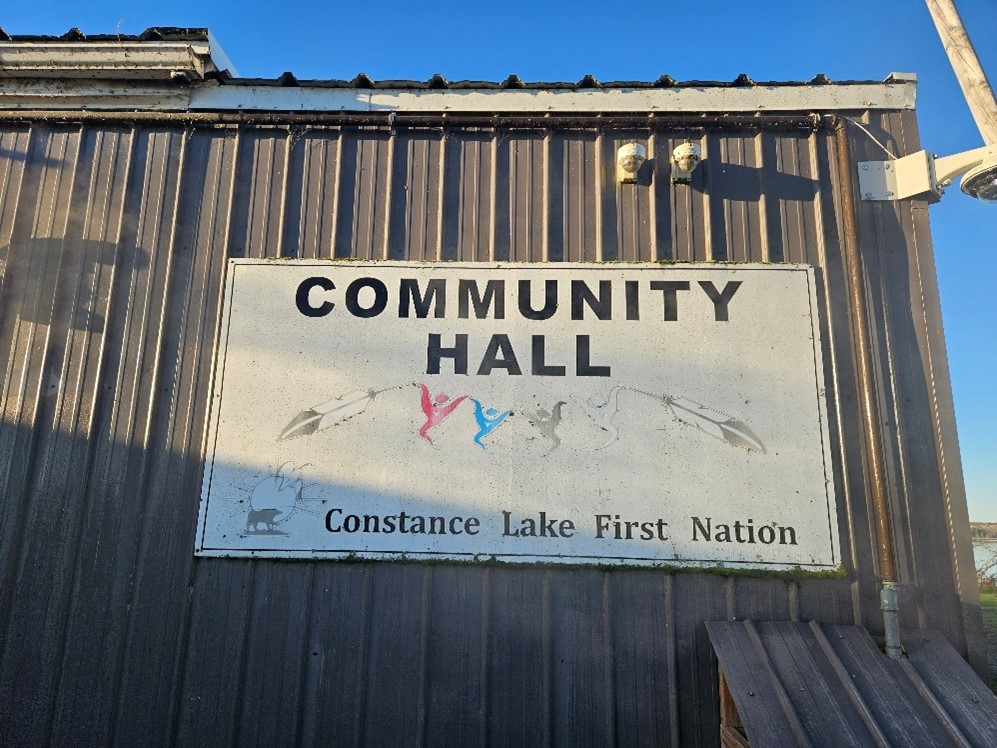 COMMUNITY
HALL
Constance Lake First Nation